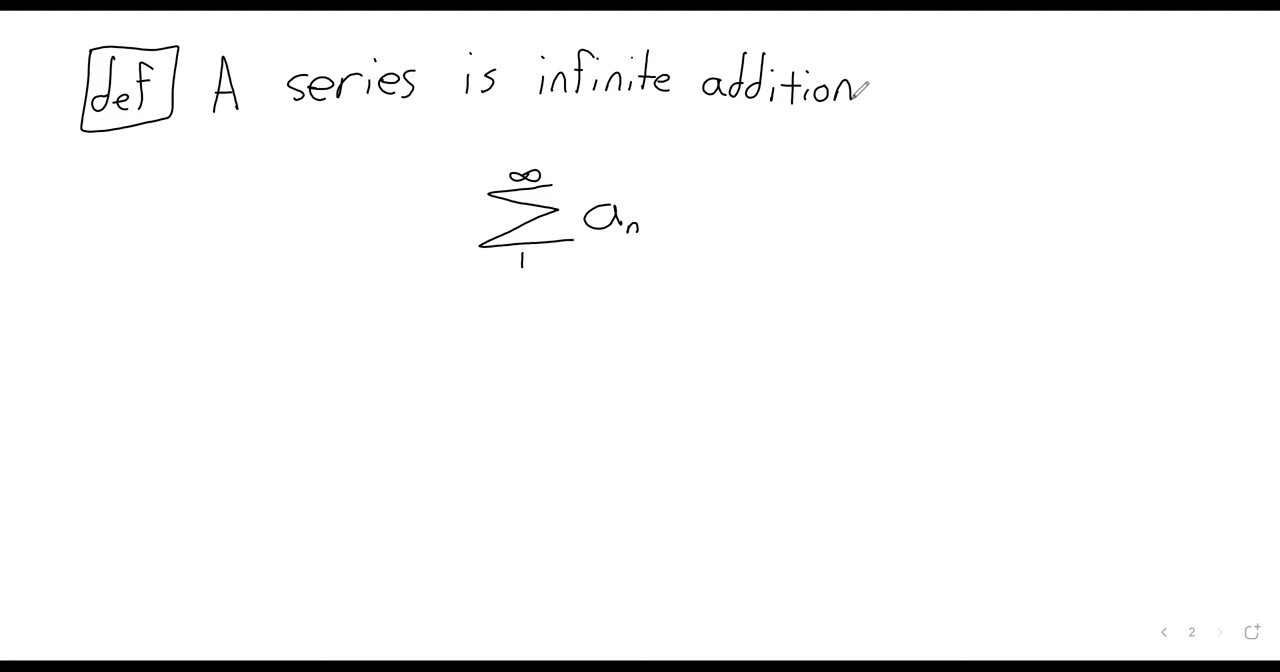 def A series is infinite addition
∞
∑ aₙ
1
< 2 >